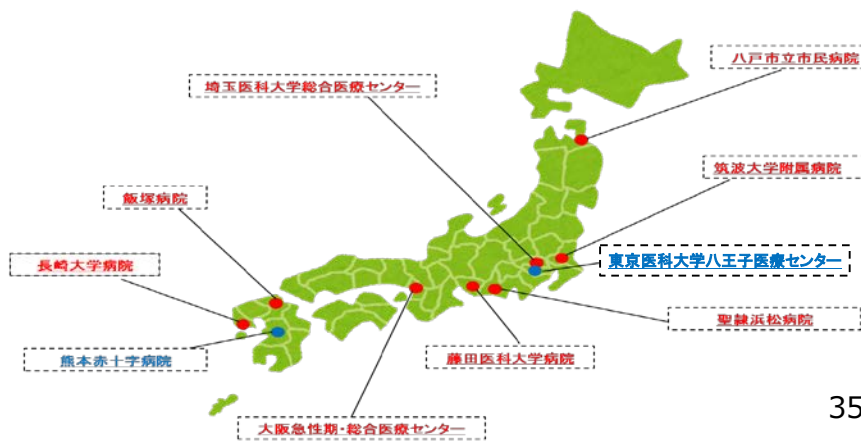 八戸市立市民病院
埼玉医科大学総合医療センター
筑波大学附属病院
飯塚病院
東京医科大学八王子医療センター
長崎大学病院
聖隷浜松病院
熊本赤十字病院
藤田医科大学病院
大阪急性期・総合医療センター
35